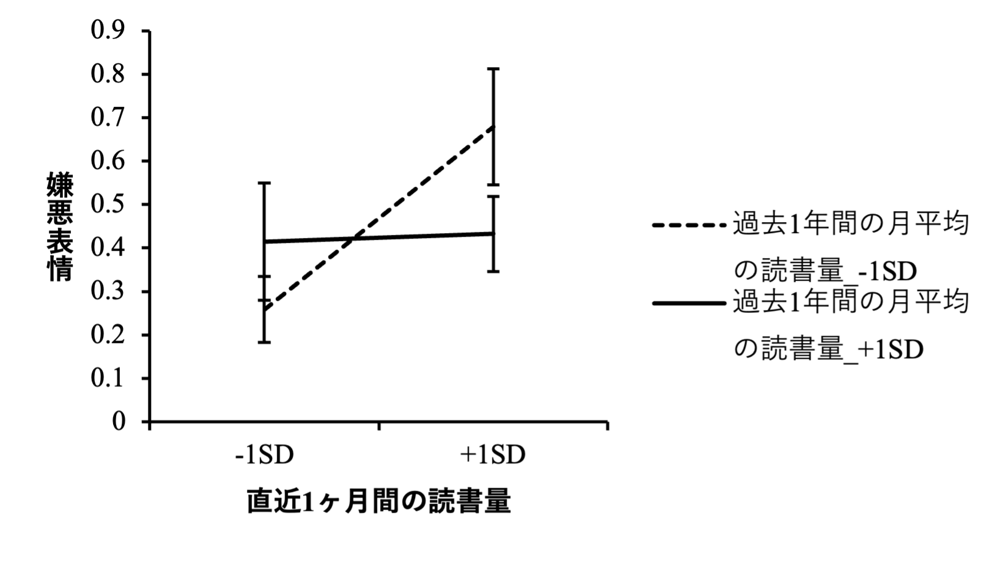 0.9
0.8
0.7
0.6
0.5
0.4
0.3
0.2
0.1
0
嫌悪表情
-1SD
+1SD
直近1ヶ月間の読書量
過去1年間の月平均
の読書量_-1SD
過去1年間の月平均
の読書量_+1SD